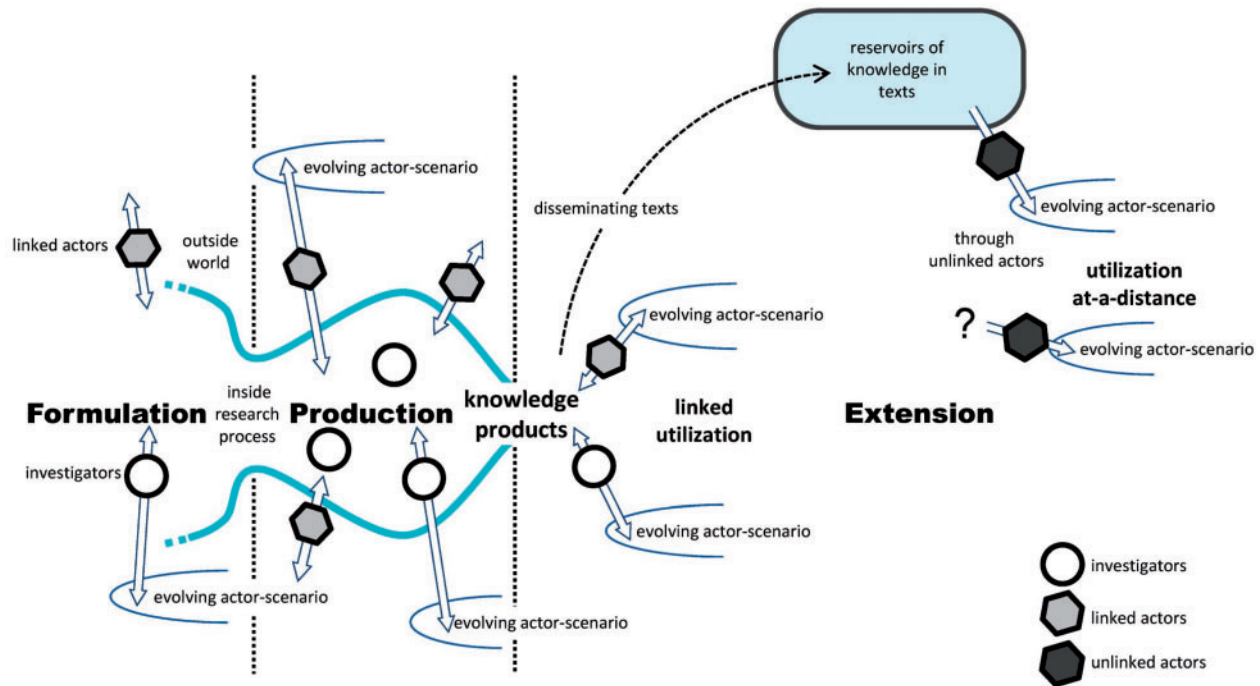 reservoirs of
knowledge in
texts
evolving actor-scenario
disseminating texts
evolving actor-scenario
linked actors
outside
world
through
unlinked actors
utilization
at-a-distance
evolving actor-scenario
?
evolving actor-scenario
Formulation
inside
research
process
Production
knowledge
products
linked
utilization
Extension
investigators
evolving actor-scenario
evolving actor-scenario
evolving actor-scenario
investigators
linked actors
unlinked actors